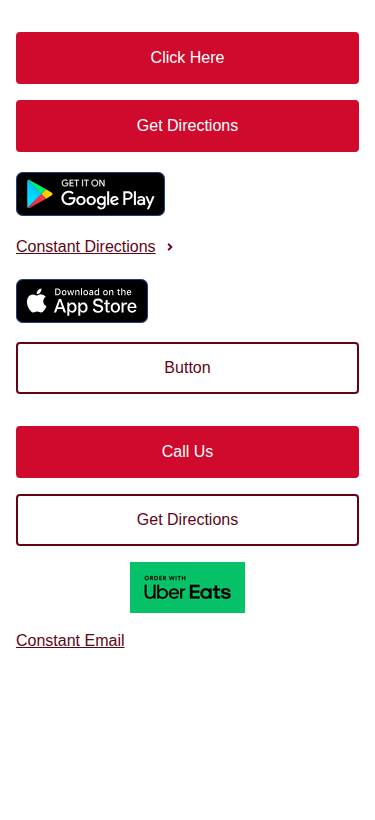 Click Here
Get Directions
GET IT ON
Google Play
Constant Directions
Download on the
App Store
Button
Call Us
Get Directions
ORDER WITH
Uber Eats
Constant Email